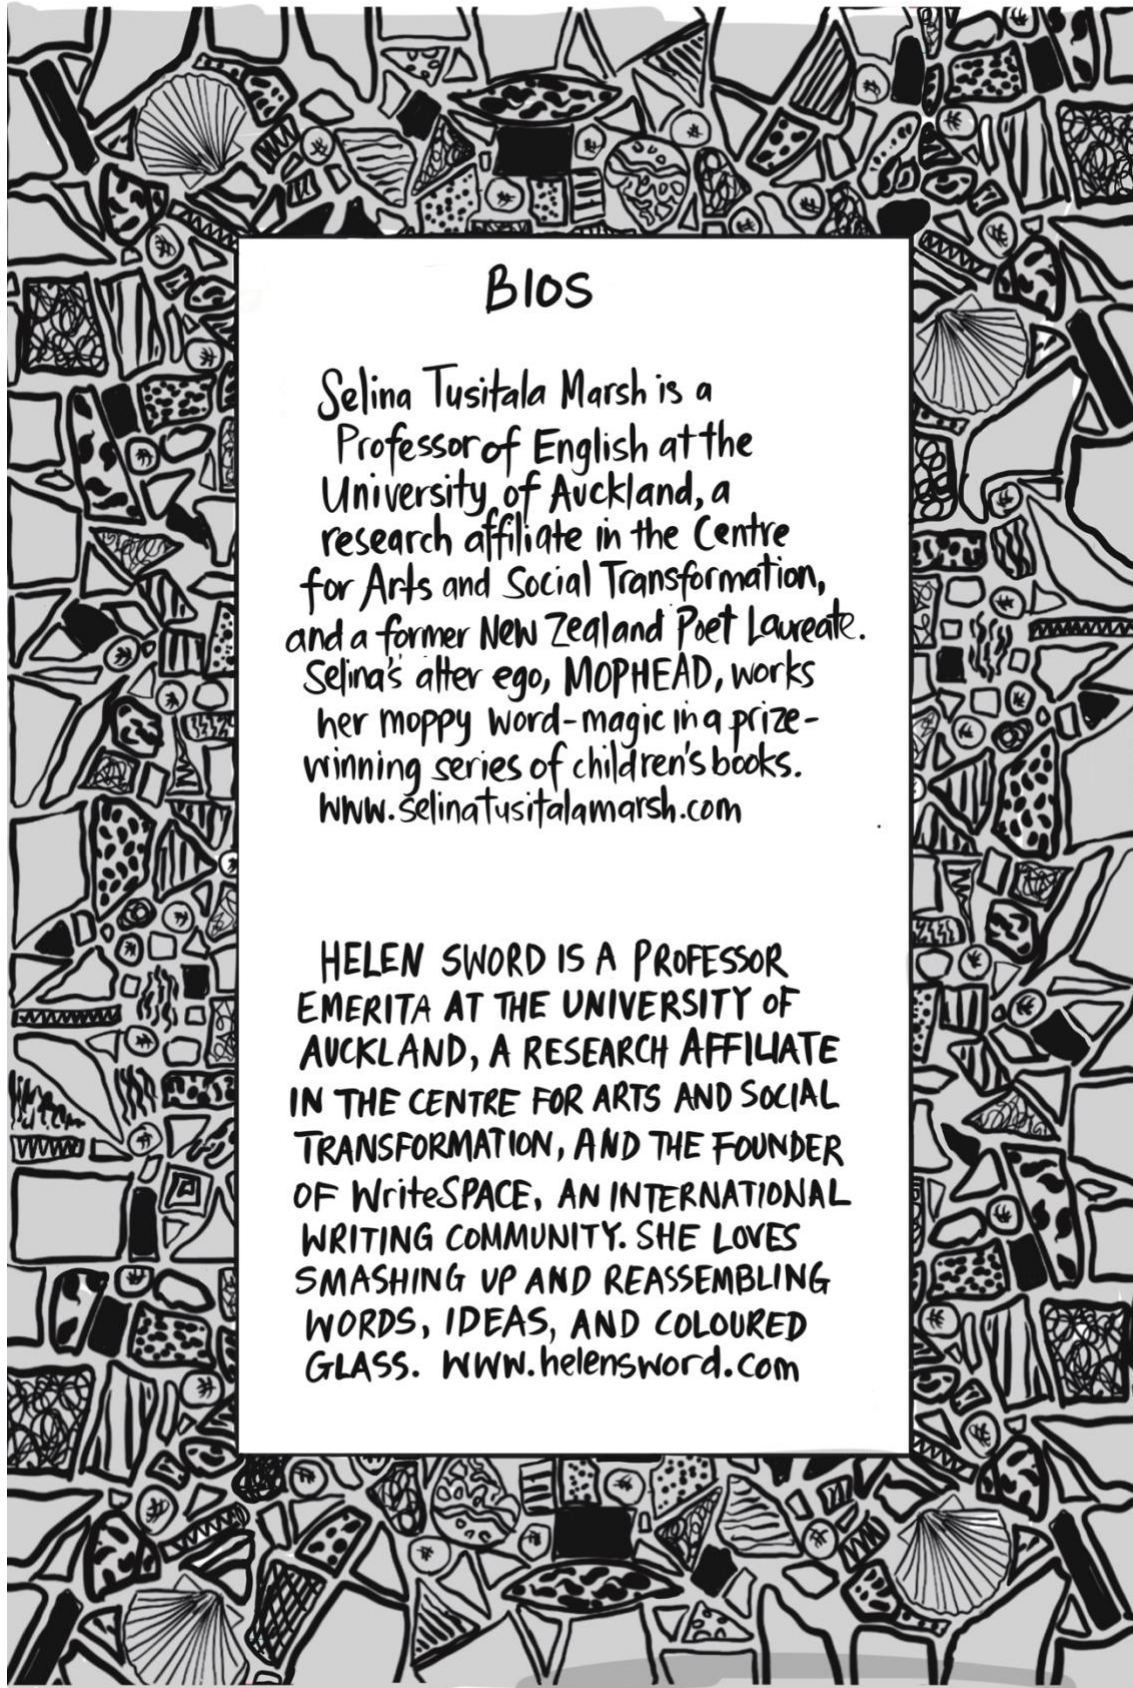 BIOS
Selina Tusitala Marsh is a
Professor of English at the
University of Auckland, a
research affiliate in the Centre
for Arts and Social Transformation,
and a former New Zealand Poet Laureate.
Selina's alter ego, MOPHEAD, works
her moppy word-magic in a prize-
winning series of children's books.
www.selinatusitalamarsh.com
HELEN SWORD IS A PROFESSOR
EMERITA AT THE UNIVERSITY OF
AUCKLAND, A RESEARCH AFFILIATE
IN THE CENTRE FOR ARTS AND SOCIAL
TRANSFORMATION, AND THE FOUNDER
OF WriteSPACE, AN INTERNATIONAL
WRITING COMMUNITY. SHE LOVES
SMASHING UP AND REASSEMBLING
WORDS, IDEAS, AND COLOURED
GLASS. www.helensword.com